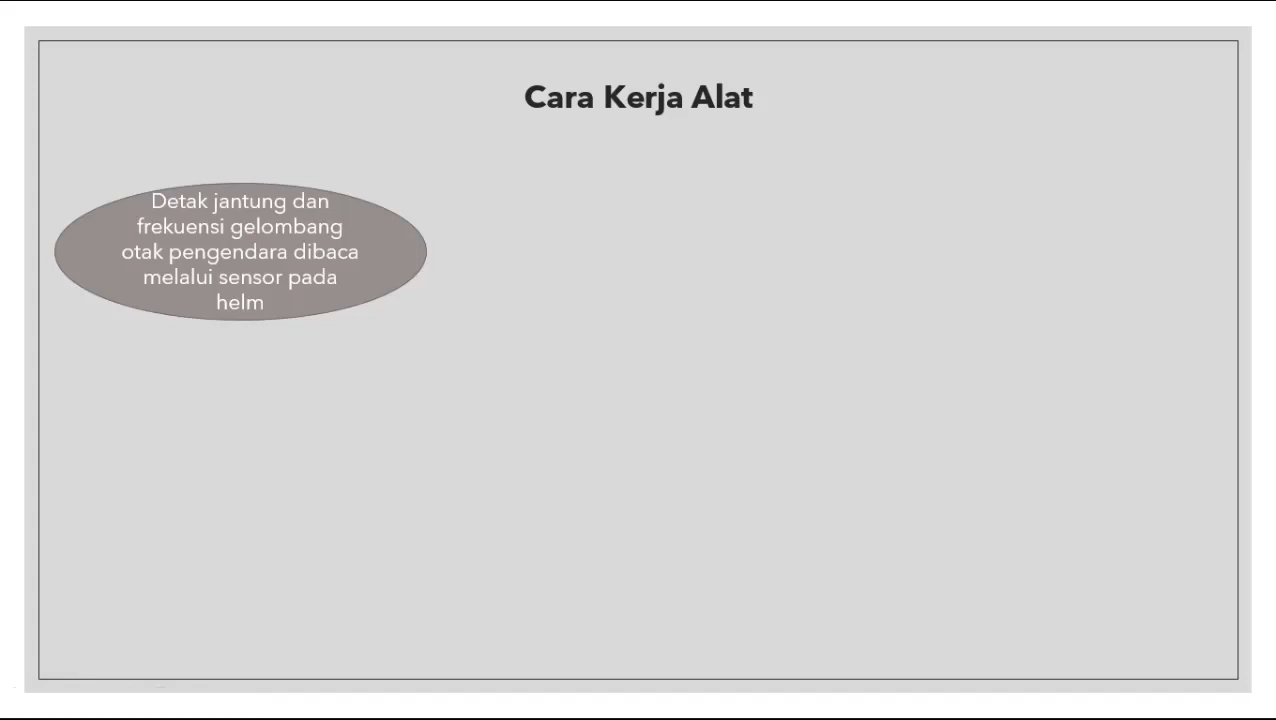 Cara Kerja Alat
Detak jantung dan
frekuensi gelombang
otak pengendara dibaca
melalui sensor pada
helm